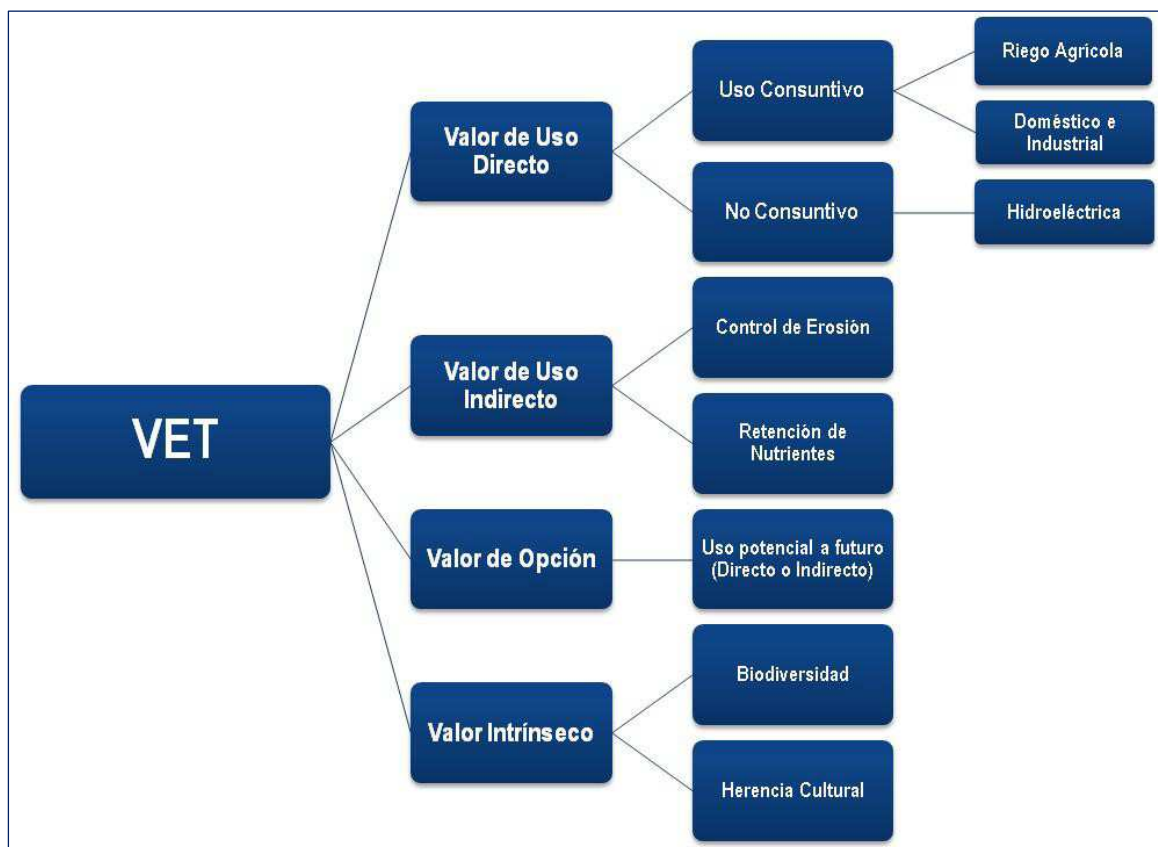 VET
Valor de Uso
Directo
Uso Consuntivo
Riego Agrícola
Doméstico e
Industrial
No Consuntivo
Hidroeléctrica
Valor de Uso
Indirecto
Control de Erosión
Retención de
Nutrientes
Valor de Opción
Uso potencial a futuro
(Directo o Indirecto)
Valor Intrínseco
Biodiversidad
Herencia Cultural